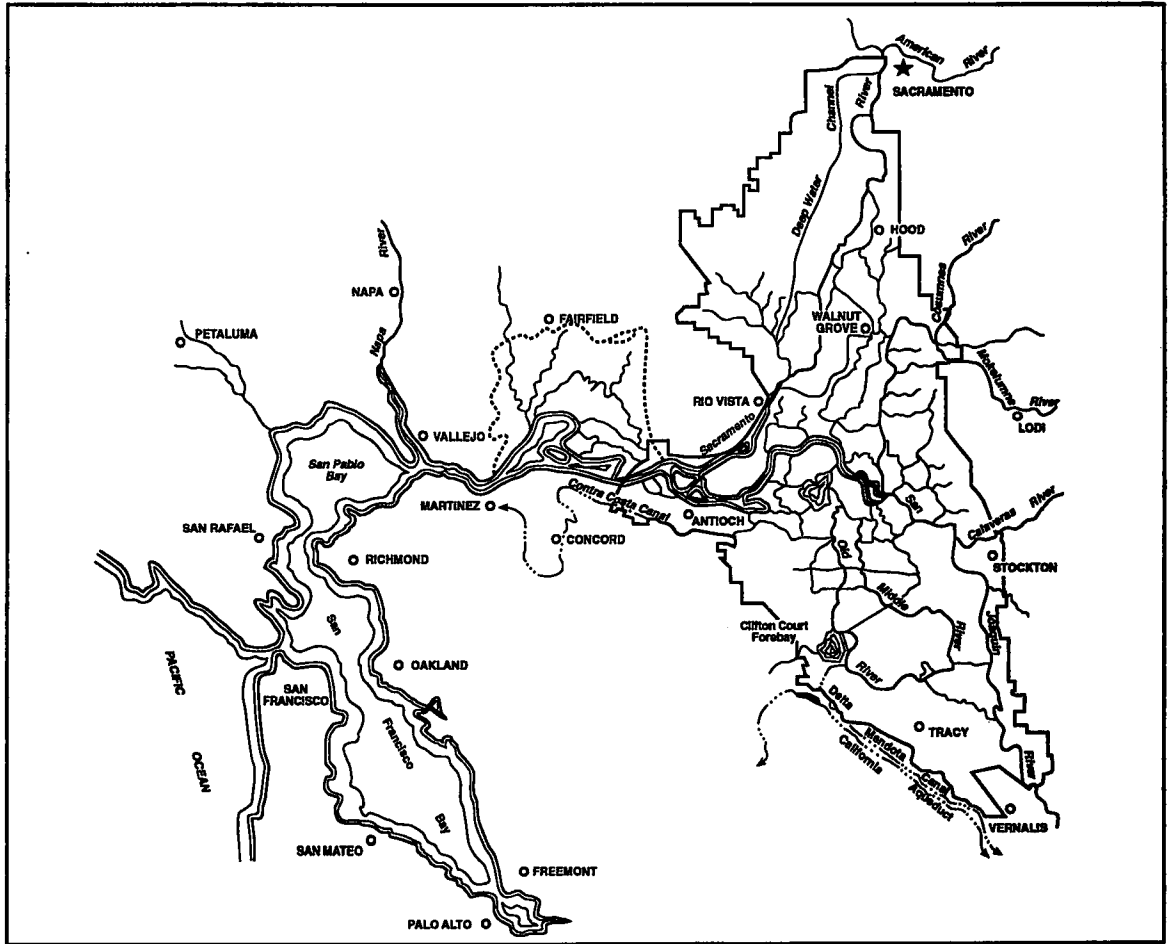 American
River
SACRAMENTO
River
Channel
Deep Water
HOOD
River
Cosumnes
River
NAPA
Napa
FAIRFIELD
PETALUMA
WALNUT
GROVE
Mokelumne
River
LODI
RIO VISTA
Sacramento
VALLEJO
San Pablo
Bay
MARTINEZ
Contra Costa Canal
ANTIOCH
San
Calaveras
River
SAN RAFAEL
CONCORD
RICHMOND
Old
STOCKTON
Middle
River
Joaquin
San
Clifton Court
Forebay
PACIFIC
OCEAN
OAKLAND
SAN
FRANCISCO
River
Delta
Mendota
Canal
California
Aqueduct
TRACY
River
Francisco
Bay
VERNALIS
SAN MATEO
FREEMONT
PALO ALTO